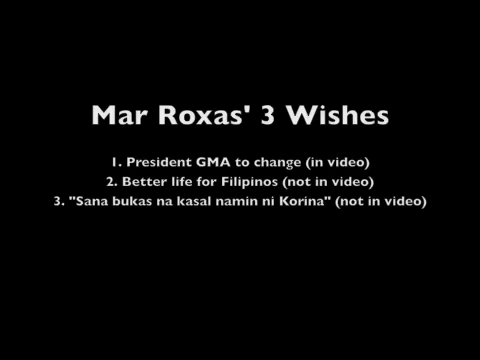 Mar Roxas' 3 Wishes
1. President GMA to change (in video)
2. Better life for Filipinos (not in video)
3. "Sana bukas na kasal namin ni Korina" (not in video)